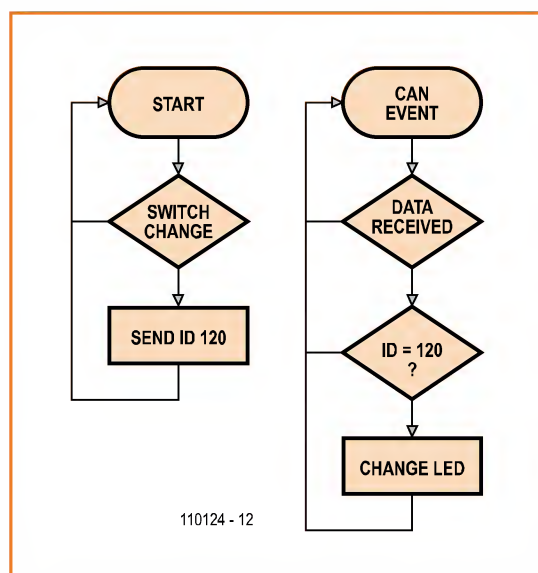 START
SWITCH
CHANGE
SEND ID 120
CAN
EVENT
DATA
RECEIVED
ID = 120
?
CHANGE LED
110124 - 12